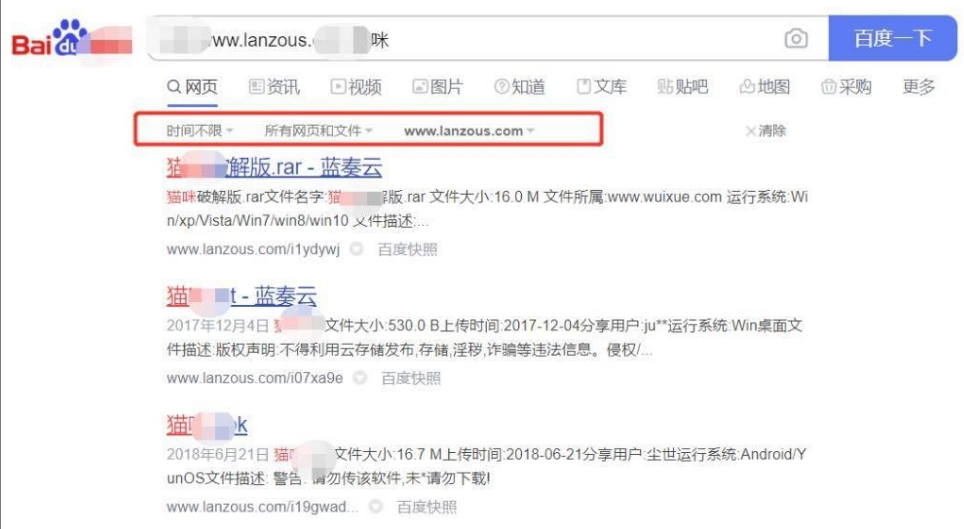 Bai du
ww.lanzous. 咪
百度一下
网页 资讯 视频 图片 知道 文库 贴吧 地图 采购 更多
时间不限 所有网页和文件 www.lanzous.com 清除
猫 解版.rar - 蓝奏云
猫咪破解版.rar文件名字:猫 解版.rar 文件大小:16.0 M 文件所属:www.wuixue.com 运行系统:Wi
n/xp/Vista/Win7/win8/win10 文件描述:...
www.lanzous.com/i1ydywj 百度快照
猫 t - 蓝奏云
2017年12月4日 文件大小:530.0 B上传时间:2017-12-04分享用户:ju**运行系统:Win桌面文
件描述:版权声明:不得利用云存储发布,存储,淫秽,诈骗等违法信息。侵权/...
www.lanzous.com/i07xa9e 百度快照
猫 k
2018年6月21日 猫 文件大小:16.7 M上传时间:2018-06-21分享用户:尘世运行系统:Android/Y
unOS文件描述: 警告: 请勿传该软件,未*请勿下载!
www.lanzous.com/i19gwad... 百度快照